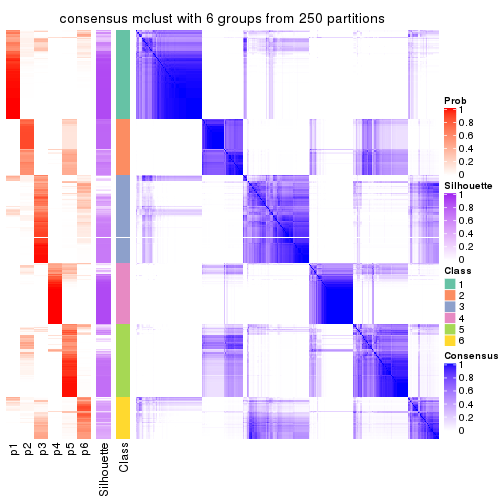 consensus mclust with 6 groups from 250 partitions
Prob
1
0.8
0.6
0.4
0.2
0
Silhouette
1
0.8
0.6
0.4
0.2
0
Class
1
2
3
4
5
6
Consensus
1
0.8
0.6
0.4
0.2
0
p1
p2
p3
p4
p5
p6
Silhouette
Class